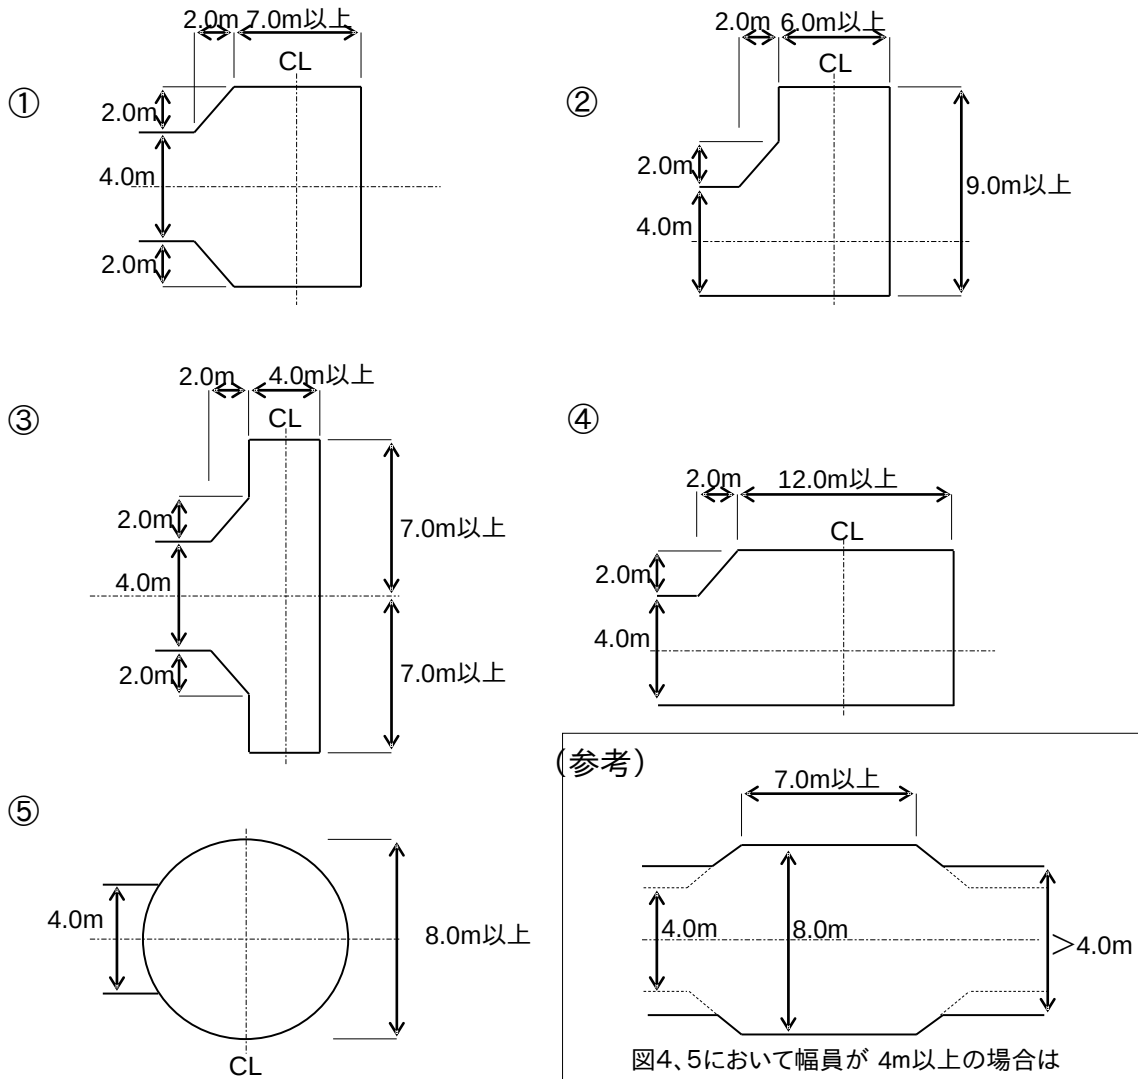 ①
2.0m 7.0m以上
CL
2.0m
4.0m
2.0m
②
2.0m 6.0m以上
CL
2.0m
4.0m
9.0m以上
③
2.0m 4.0m以上
CL
2.0m
4.0m
2.0m
7.0m以上
7.0m以上
④
2.0m 12.0m以上
CL
2.0m
4.0m
⑤
4.0m
8.0m以上
CL
(参考)
7.0m以上
4.0m
8.0m
>4.0m
図4、5において幅員が 4m以上の場合は